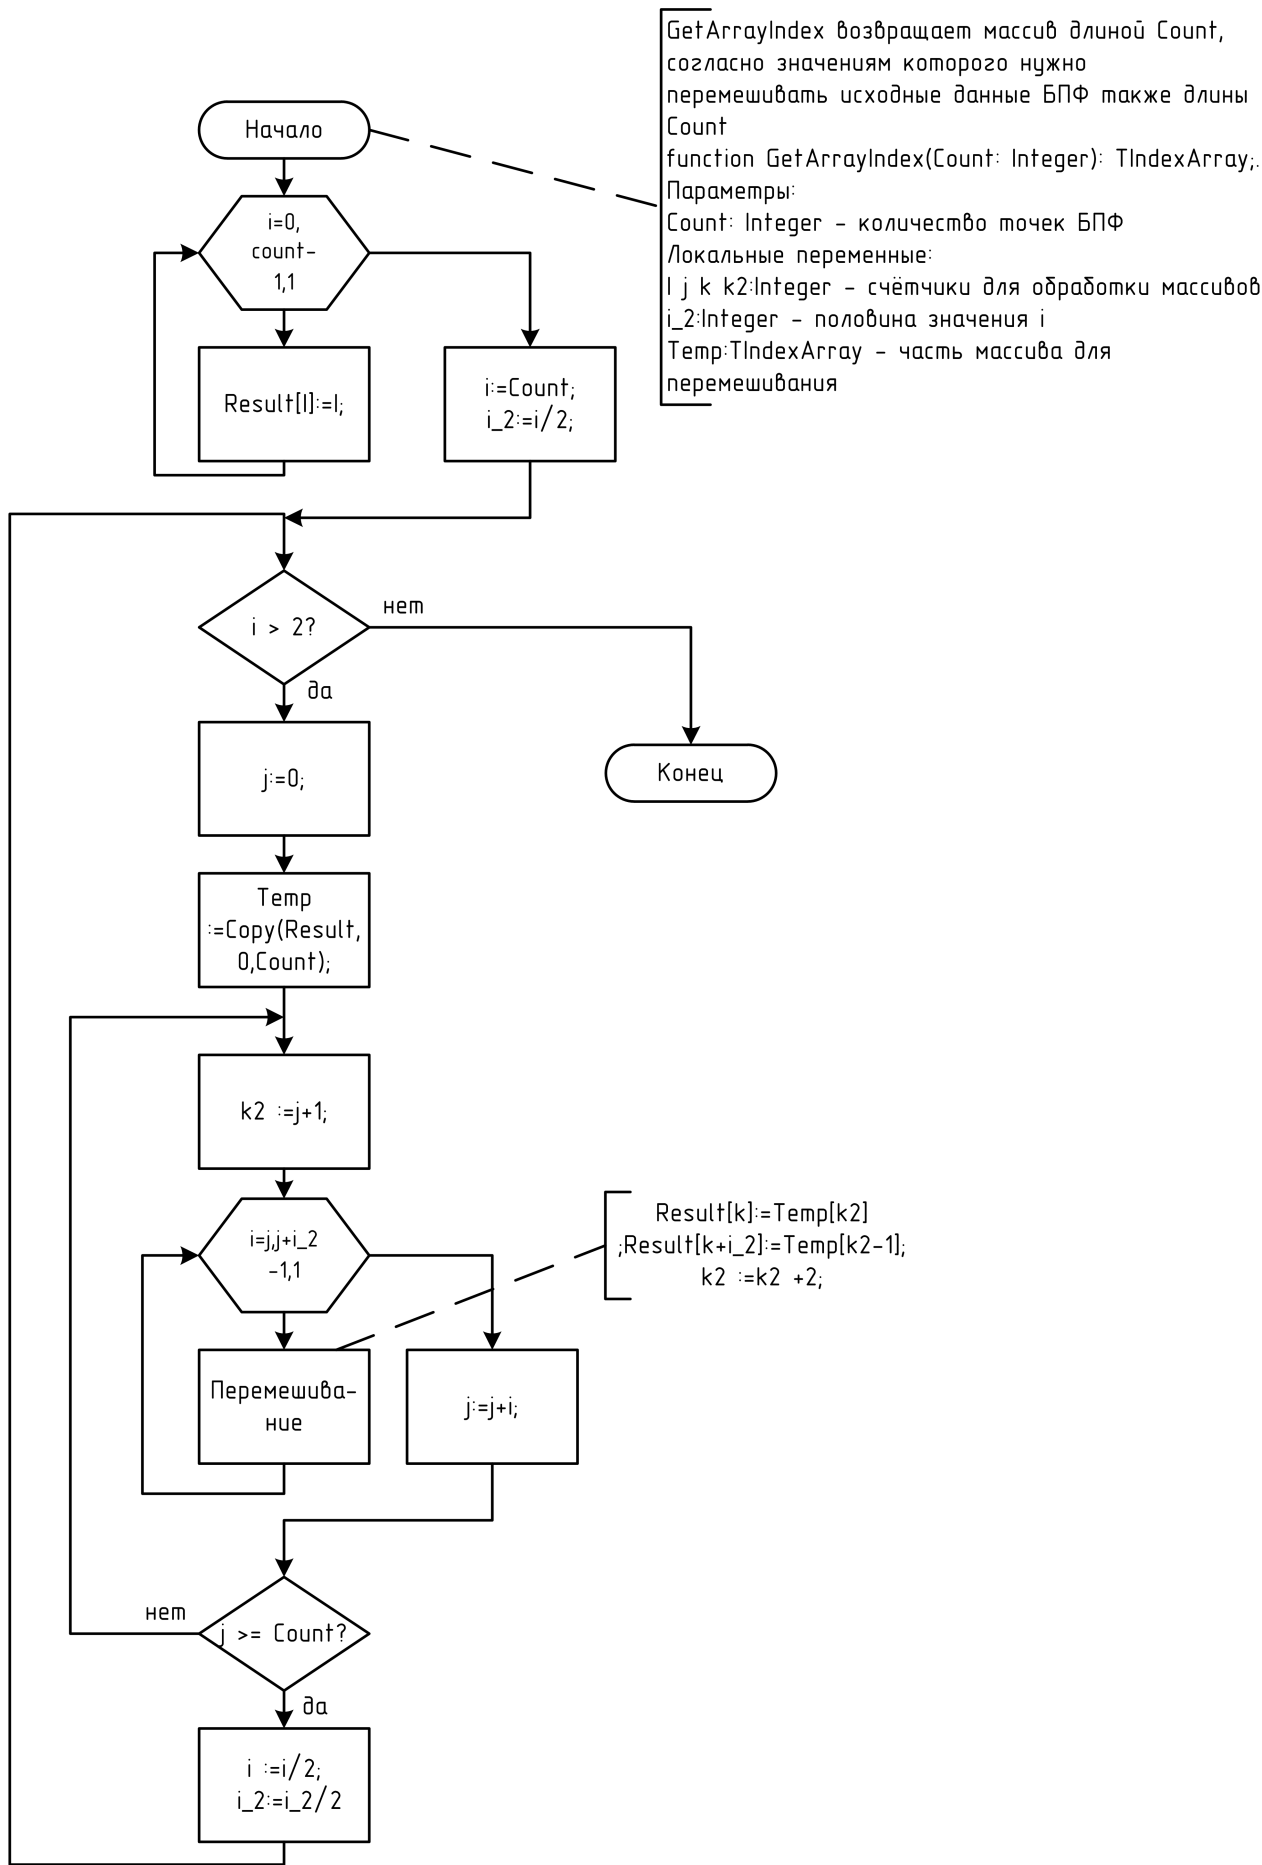 GetArrayIndex возвращает массив длиной Count,
согласно значениям которого нужно
перемешивать исходные данные БПФ также длины
Count
function GetArrayIndex(Count: Integer): TIndexArray;.
Параметры:
Count: Integer – количество точек БПФ
Локальные переменные:
I j k k2:Integer – счётчики для обработки массивов
i_2:Integer – половина значения i
Temp:TIndexArray – часть массива для
перемешивания
Начало
i=0,
count-
1,1
Result[I]:=I;
i:=Count;
i_2:=i/2;
i > 2?
нет
да
j:=0;
Конец
Temp
:=Copy(Result,
0,Count);
k2 :=j+1;
i=j,j+i_2
-1,1
Result[k]:=Temp[k2]
;Result[k+i_2]:=Temp[k2-1];
k2 :=k2 +2;
Перемешива-
ние
j:=j+i;
нет
j >= Count?
да
i :=i/2;
i_2:=i_2/2